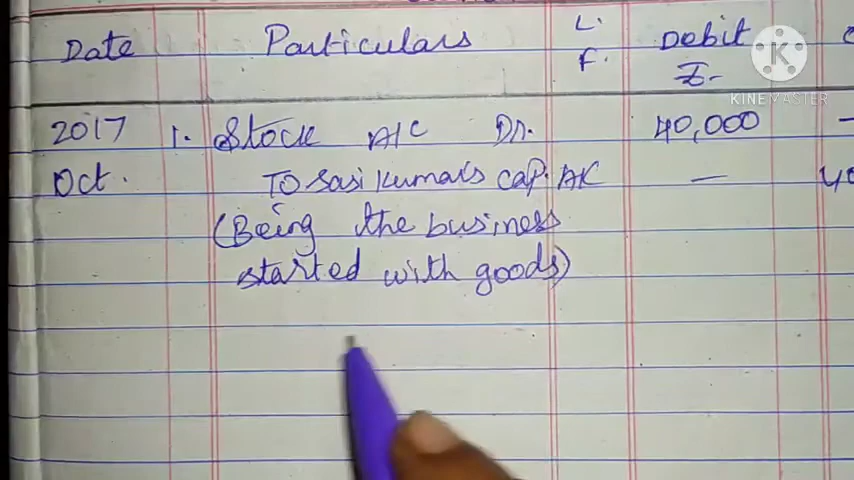 Date Particulars L. F. Debit ₹.
2017 1. Stock A/C Dr. 40,000 —
Oct. To Sasi Kumar's cap. A/C — 40
(Being the business
started with goods)
K
KINEMASTER